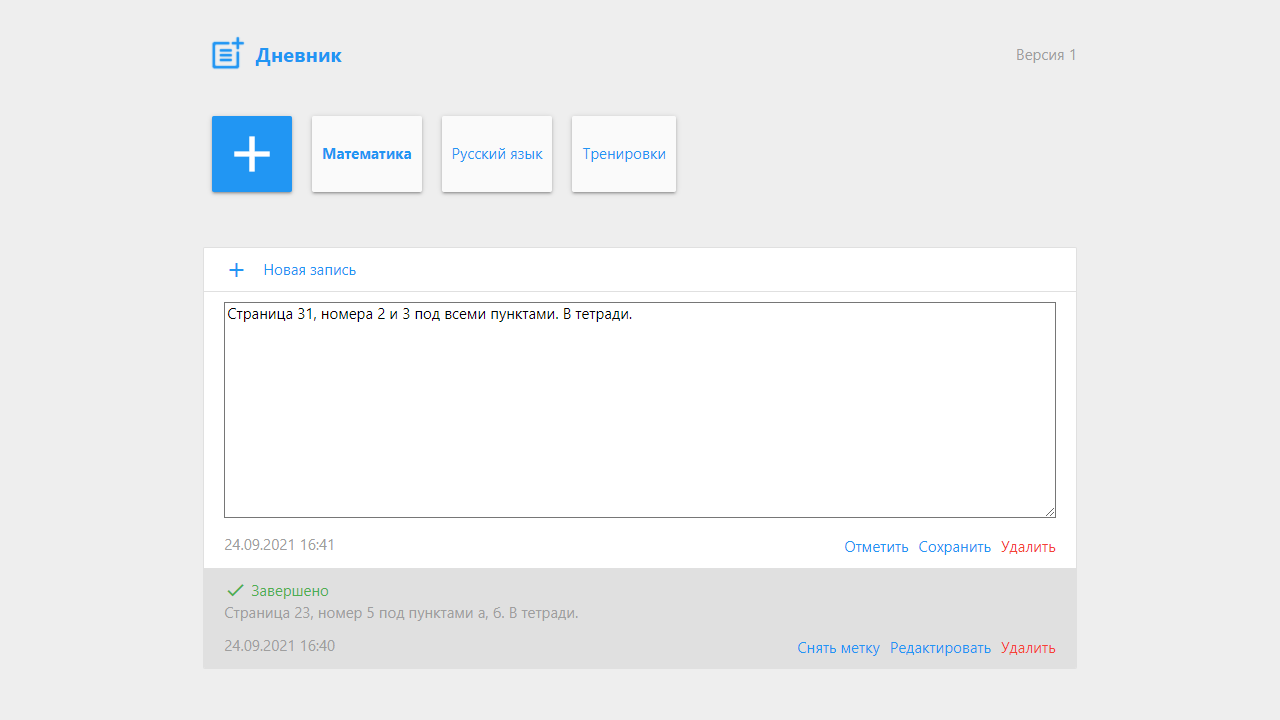 Дневник
Версия 1
Математика
Русский язык
Тренировки
Новая запись
Страница 31, номера 2 и 3 под всеми пунктами. В тетради.
24.09.2021 16:41
Отметить Сохранить Удалить
Завершено
Страница 23, номер 5 под пунктами а, б. В тетради.
24.09.2021 16:40
Снять метку Редактировать Удалить